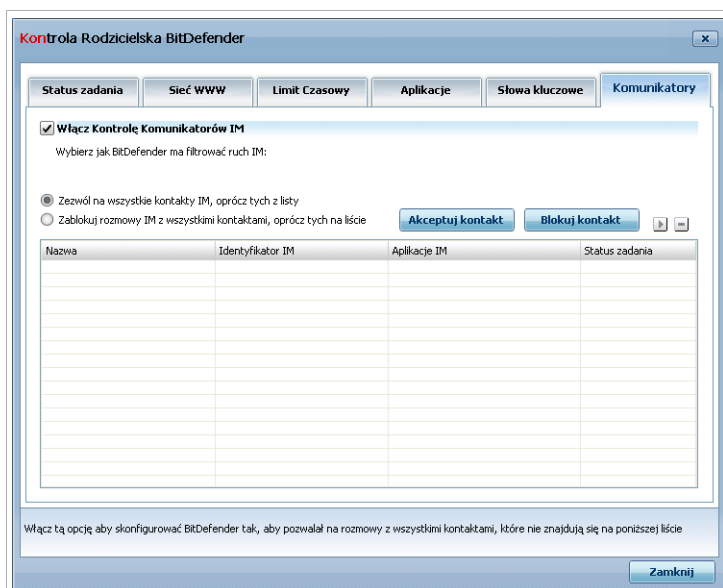 Kontrola Rodzicielska BitDefender
Status zadania Sieć WWW Limit Czasowy Aplikacje Słowa kluczowe Komunikatory
Włącz Kontrolę Komunikatorów IM
Wybierz jak BitDefender ma filtrować ruch IM:
Zezwól na wszystkie kontakty IM, oprócz tych z listy
Zablokuj rozmowy IM z wszystkimi kontaktami, oprócz tych na liście Akceptuj kontakt Blokuj kontakt
Nazwa Identyfikator IM Aplikacje IM Status zadania
Włącz tą opcję aby skonfigurować BitDefender tak, aby pozwalał na rozmowy z wszystkimi kontaktami, które nie znajdują się na poniższej liście
Zamknij